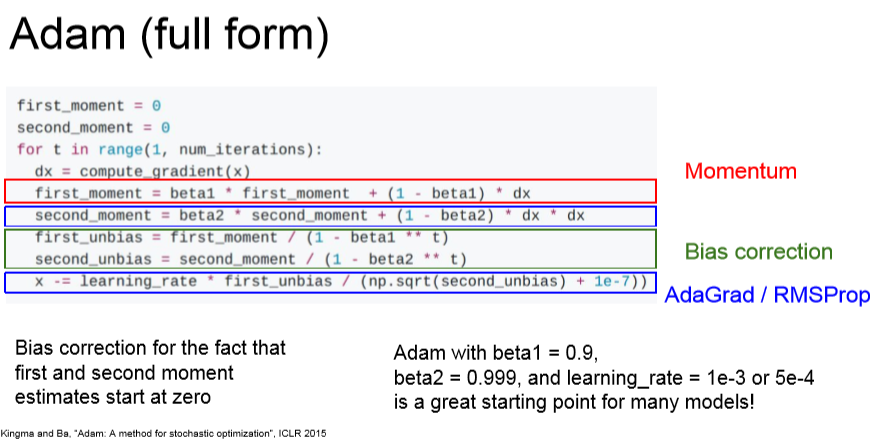 Adam (full form)
first_moment = 0
second_moment = 0
for t in range(1, num_iterations):
dx = compute_gradient(x)
first_moment = beta1 * first_moment + (1 - beta1) * dx
Momentum
second_moment = beta2 * second_moment + (1 - beta2) * dx * dx
first_unbias = first_moment / (1 - beta1 ** t)
second_unbias = second_moment / (1 - beta2 ** t)
Bias correction
x -= learning_rate * first_unbias / (np.sqrt(second_unbias) + 1e-7))
AdaGrad / RMSProp
Bias correction for the fact that
first and second moment
estimates start at zero
Adam with beta1 = 0.9,
beta2 = 0.999, and learning_rate = 1e-3 or 5e-4
is a great starting point for many models!
Kingma and Ba, "Adam: A method for stochastic optimization", ICLR 2015